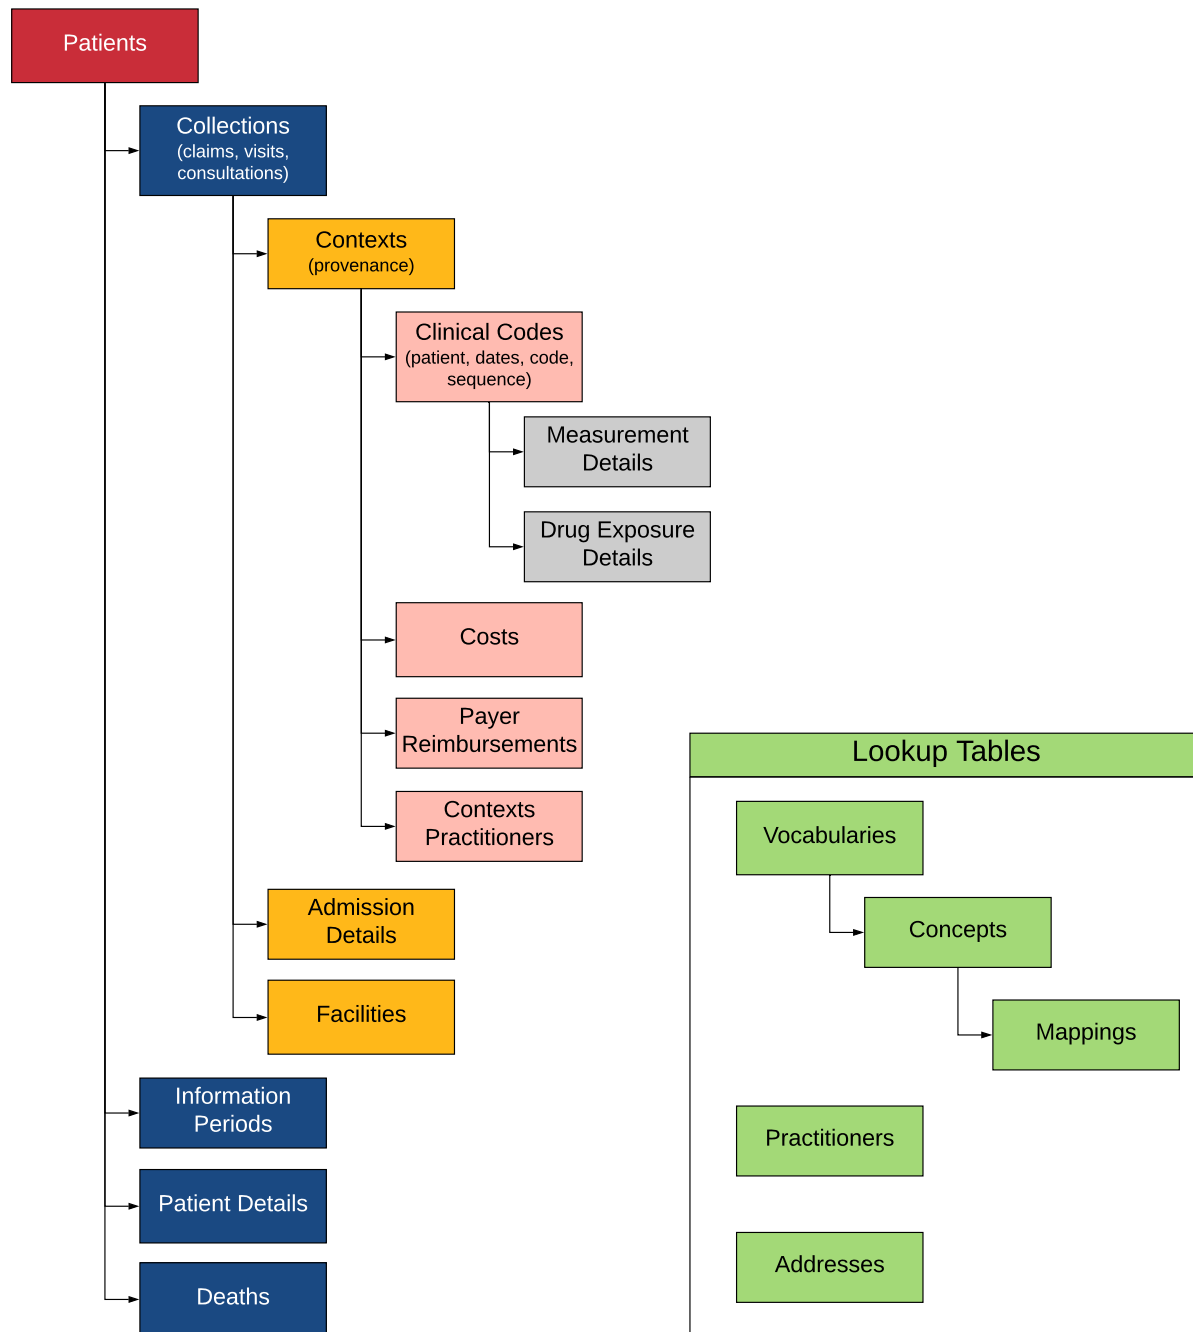 Patients
Collections
(claims, visits,
consultations)
Contexts
(provenance)
Clinical Codes
(patient, dates, code,
sequence)
Measurement
Details
Drug Exposure
Details
Costs
Payer
Reimbursements
Contexts
Practitioners
Admission
Details
Facilities
Information
Periods
Patient Details
Deaths
Lookup Tables
Vocabularies
Concepts
Mappings
Practitioners
Addresses